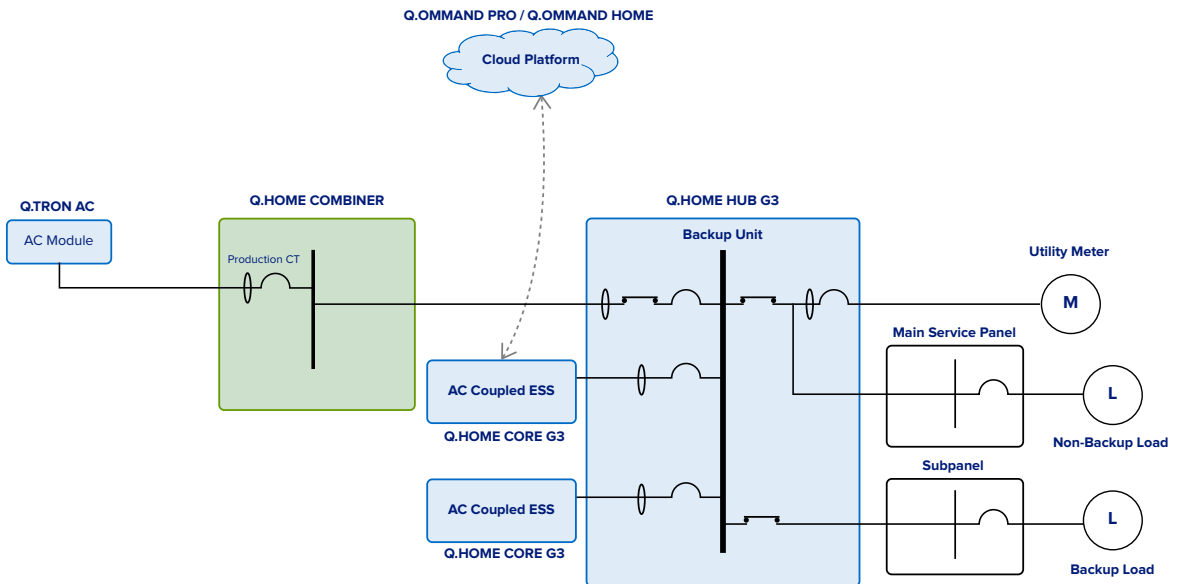 Q.OMMAND PRO / Q.OMMAND HOME
Cloud Platform
Q.TRON AC
AC Module
Q.HOME COMBINER
Production CT
Q.HOME HUB G3
Backup Unit
Utility Meter
M
Main Service Panel
L
Non-Backup Load
AC Coupled ESS
Q.HOME CORE G3
Subpanel
L
Backup Load
AC Coupled ESS
Q.HOME CORE G3